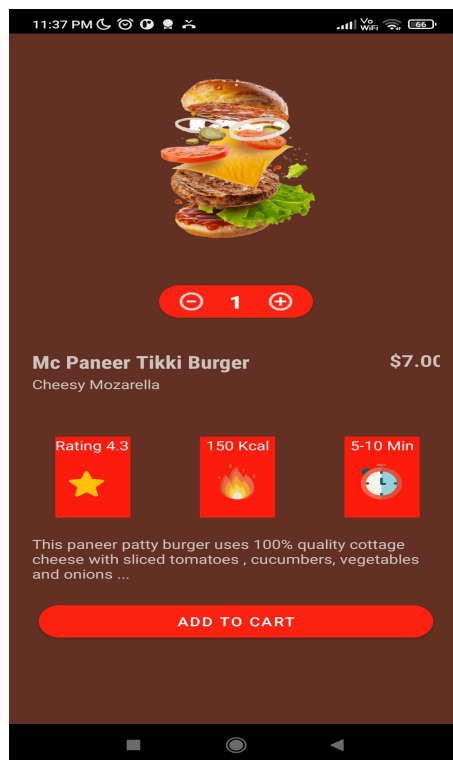 11:37 PM
Vo
WiFi
66
1
Mc Paneer Tikki Burger
$7.00
Cheesy Mozarella
Rating 4.3
150 Kcal
5-10 Min
This paneer patty burger uses 100% quality cottage
cheese with sliced tomatoes , cucumbers, vegetables
and onions ...
ADD TO CART